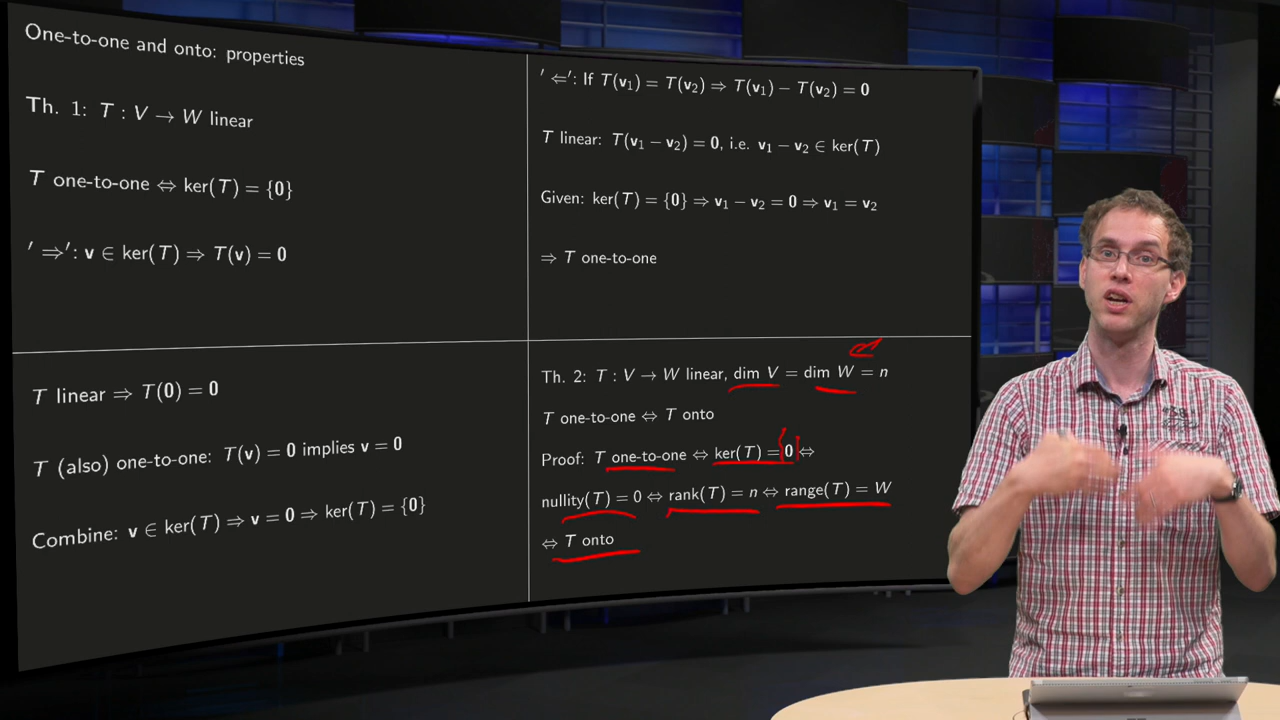 One-to-one and onto: properties
Th. 1: T : V → W linear
T one-to-one ⇔ ker(T) = {0}
' ⇒': v ∈ ker(T) ⇒ T(v) = 0
T linear ⇒ T(0) = 0
T (also) one-to-one: T(v) = 0 implies v = 0
Combine: v ∈ ker(T) ⇒ v = 0 ⇒ ker(T) = {0}
' ⇐': If T(v₁) = T(v₂) ⇒ T(v₁) − T(v₂) = 0
T linear: T(v₁ − v₂) = 0, i.e. v₁ − v₂ ∈ ker(T)
Given: ker(T) = {0} ⇒ v₁ − v₂ = 0 ⇒ v₁ = v₂
⇒ T one-to-one
Th. 2: T : V → W linear, dim V = dim W = n
T one-to-one ⇔ T onto
Proof: T one-to-one ⇔ ker(T) = {0} ⇔
nullity(T) = 0 ⇔ rank(T) = n ⇔ range(T) = W
⇔ T onto